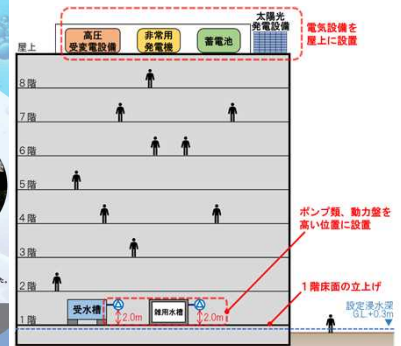 太陽光
発電設備
電気設備を
屋上に設置
屋上
高圧
受変電設備
非常用
発電機
蓄電池
8階
7階
6階
5階
4階
3階
2階
1階
ポンプ類、動力盤を
高い位置に設置
1階床面の立上げ
受水槽
2.0m
雑用水槽
2.0m
設定浸水深
G.L.+0.3m
た。